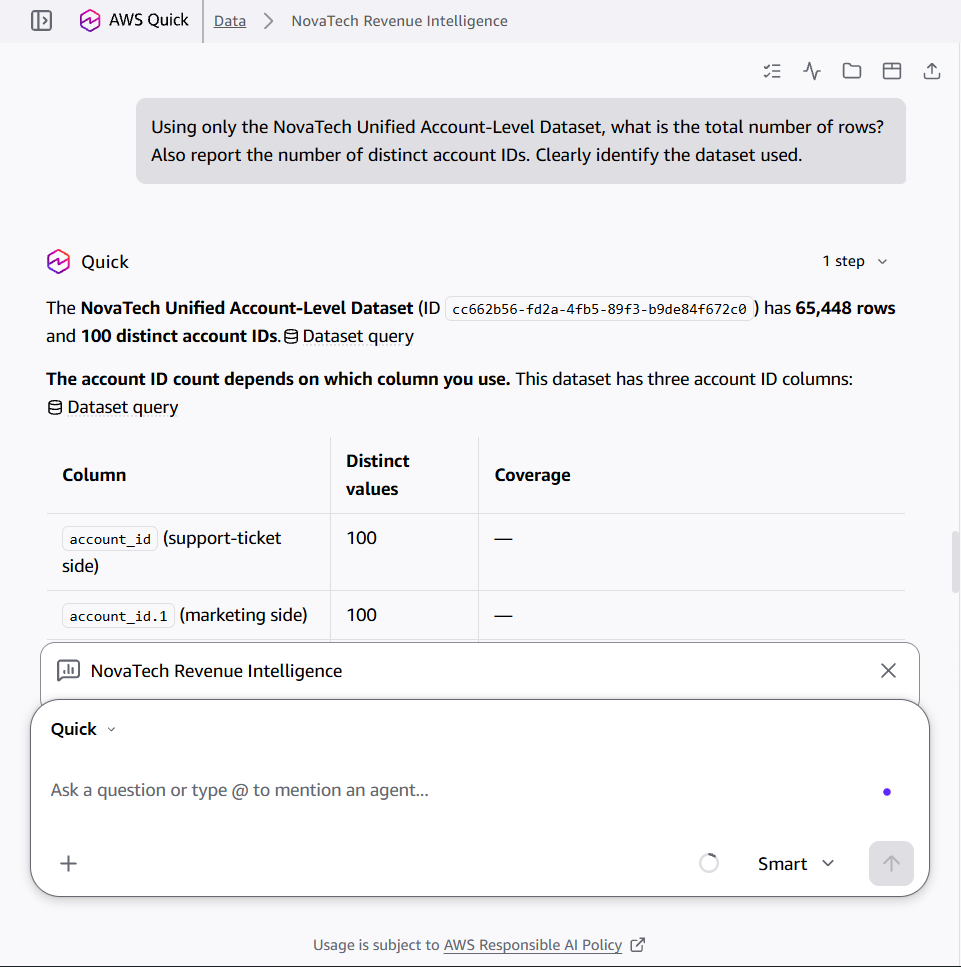 AWS Quick Data > NovaTech Revenue Intelligence
Using only the NovaTech Unified Account-Level Dataset, what is the total number of rows?
Also report the number of distinct account IDs. Clearly identify the dataset used.
Quick 1 step
The NovaTech Unified Account-Level Dataset (ID cc662b56-fd2a-4fb5-89f3-b9de84f672c0) has 65,448 rows
and 100 distinct account IDs. Dataset query
The account ID count depends on which column you use. This dataset has three account ID columns:
Dataset query
Column Distinct values Coverage
account_id (support-ticket side) 100 —
account_id.1 (marketing side) 100 —
NovaTech Revenue Intelligence
Quick
Ask a question or type @ to mention an agent...
Smart
Usage is subject to AWS Responsible AI Policy